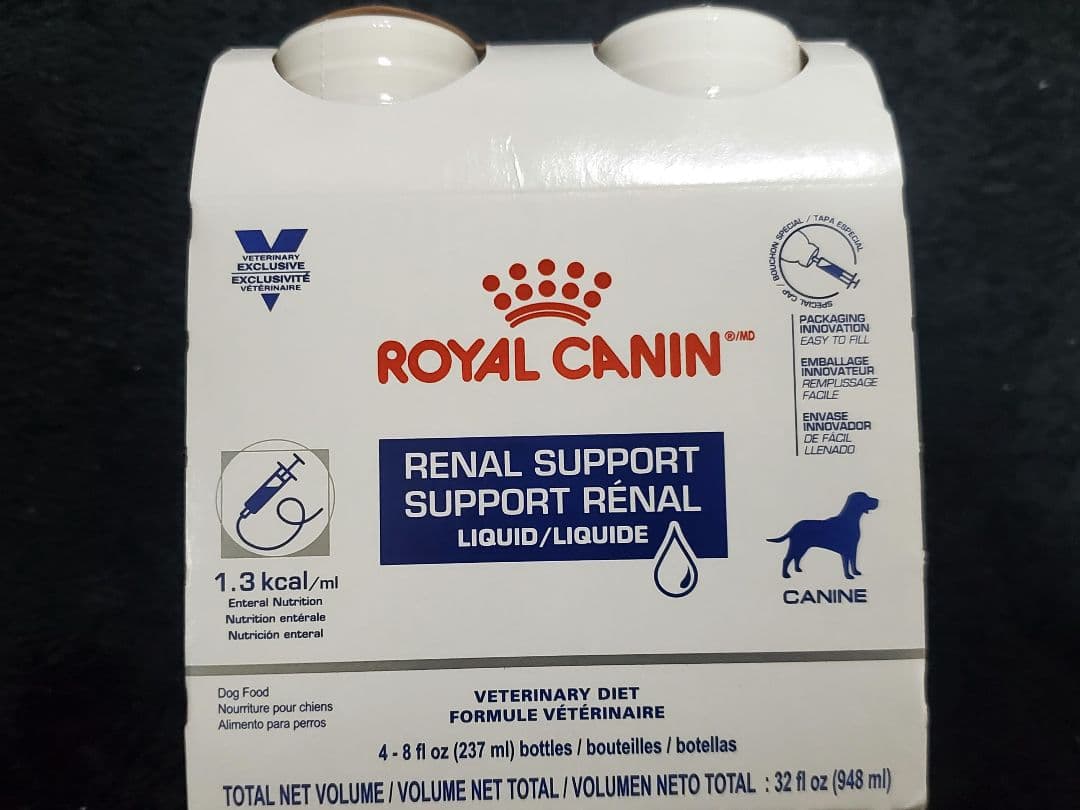 VETERINARY
EXCLUSIVE
EXCLUSIVITÉ
VÉTÉRINAIRE
ROYAL CANIN ®/MD
SPECIAL CAP / BOUCHON SPÉCIAL / TAPA ESPECIAL
PACKAGING
INNOVATION
EASY TO FILL
EMBALLAGE
INNOVATEUR
REMPLISSAGE
FACILE
ENVASE
INNOVADOR
DE FÁCIL
LLENADO
RENAL SUPPORT
SUPPORT RÉNAL
LIQUID/LIQUIDE
1.3 kcal/ml
Enteral Nutrition
Nutrition entérale
Nutrición enteral
CANINE
Dog Food
Nourriture pour chiens
Alimento para perros
VETERINARY DIET
FORMULE VÉTÉRINAIRE
4 - 8 fl oz (237 ml) bottles / bouteilles / botellas
TOTAL NET VOLUME / VOLUME NET TOTAL / VOLUMEN NETO TOTAL : 32 fl oz (948 ml)